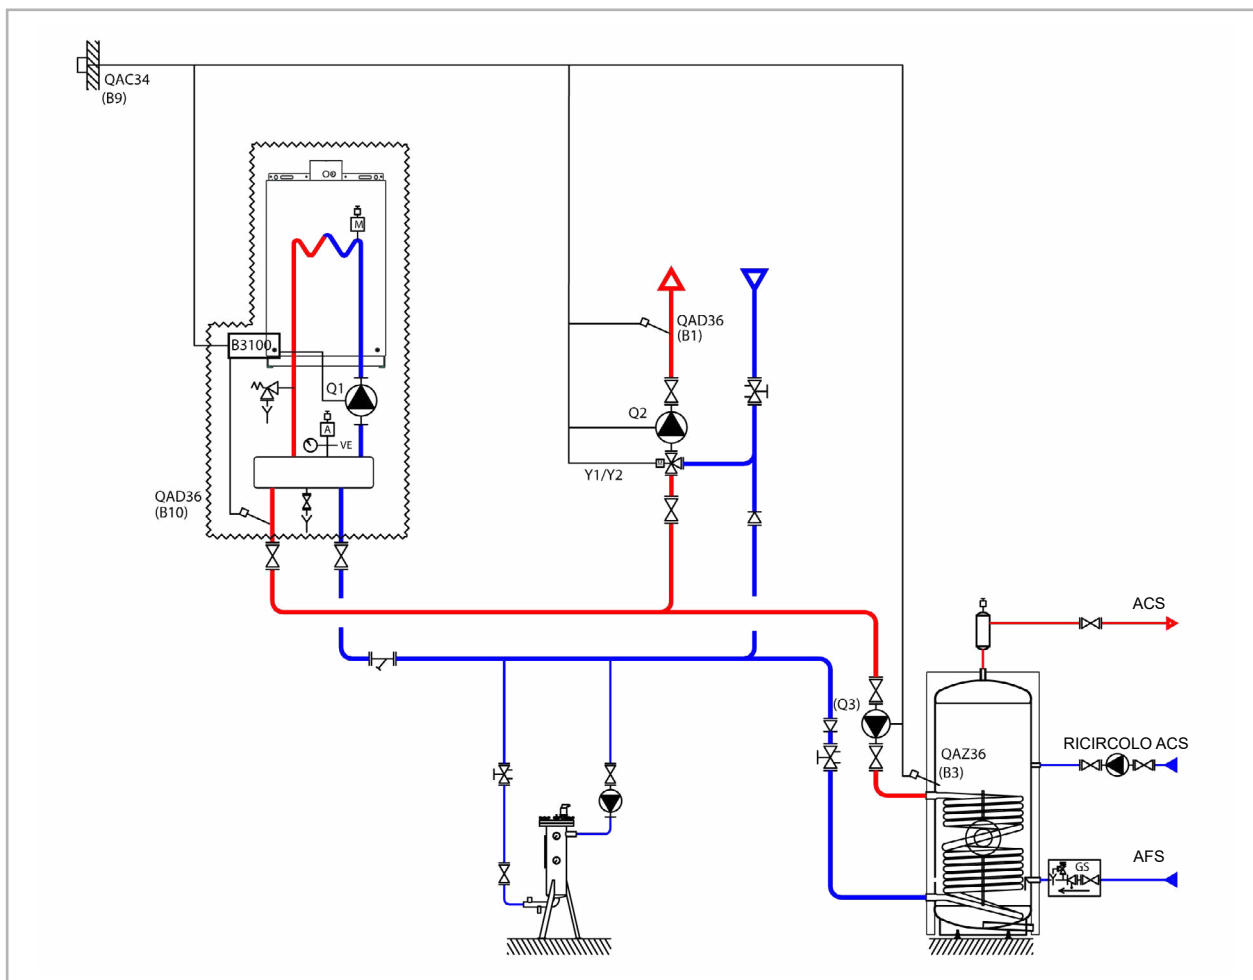 QAC34
(B9)
M
B3100
Q1
A
VE
QAD36
(B10)
QAD36
(B1)
Q2
Y1/Y2
ACS
(Q3)
RICIRCOLO ACS
QAZ36
(B3)
GS
AFS